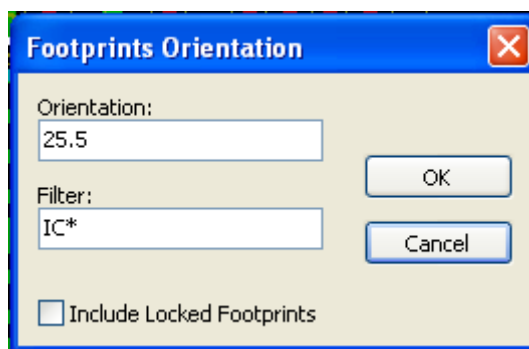 Footprints Orientation
Orientation:
25.5
OK
Filter:
IC*
Cancel
Include Locked Footprints